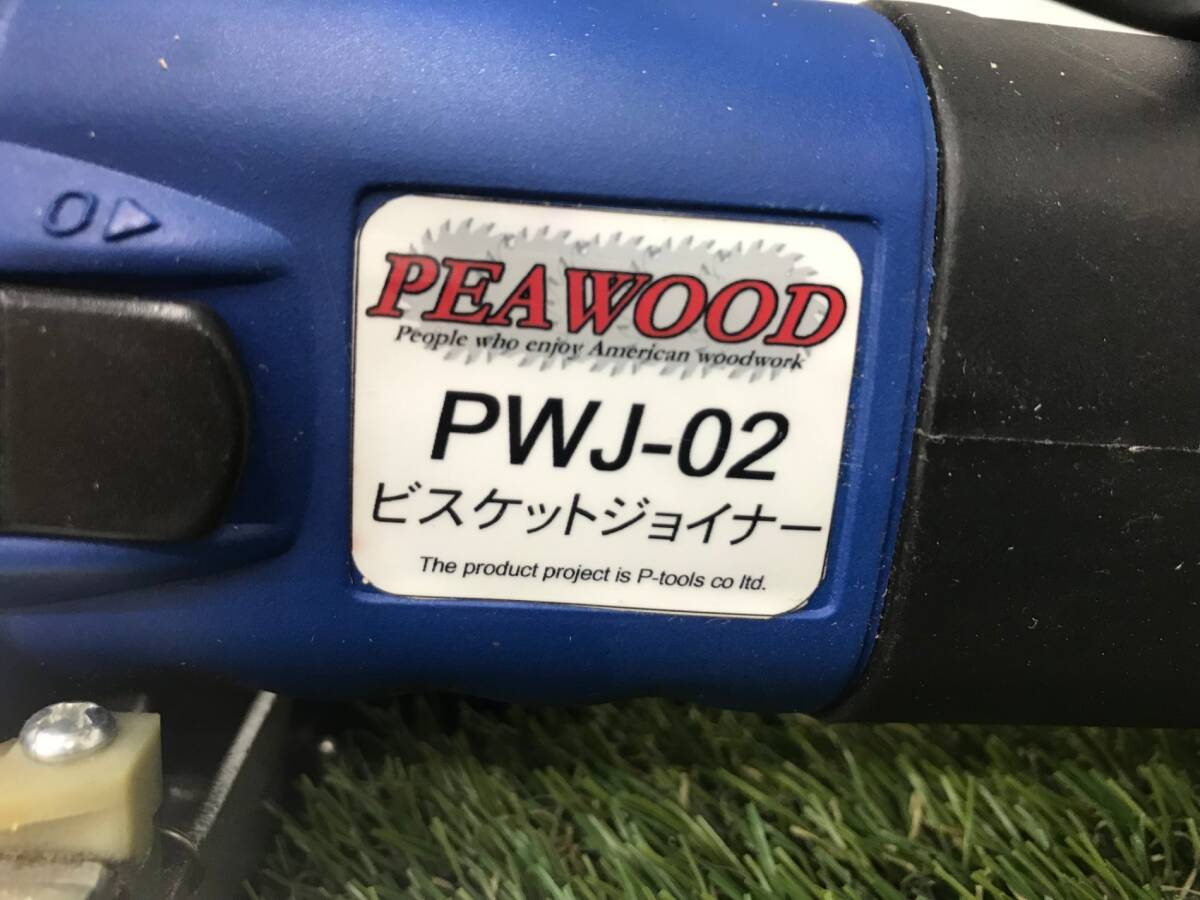 0
PEAWOOD
People who enjoy American woodwork
PWJ-02
ビスケットジョイナー
The product project is P-tools co ltd.